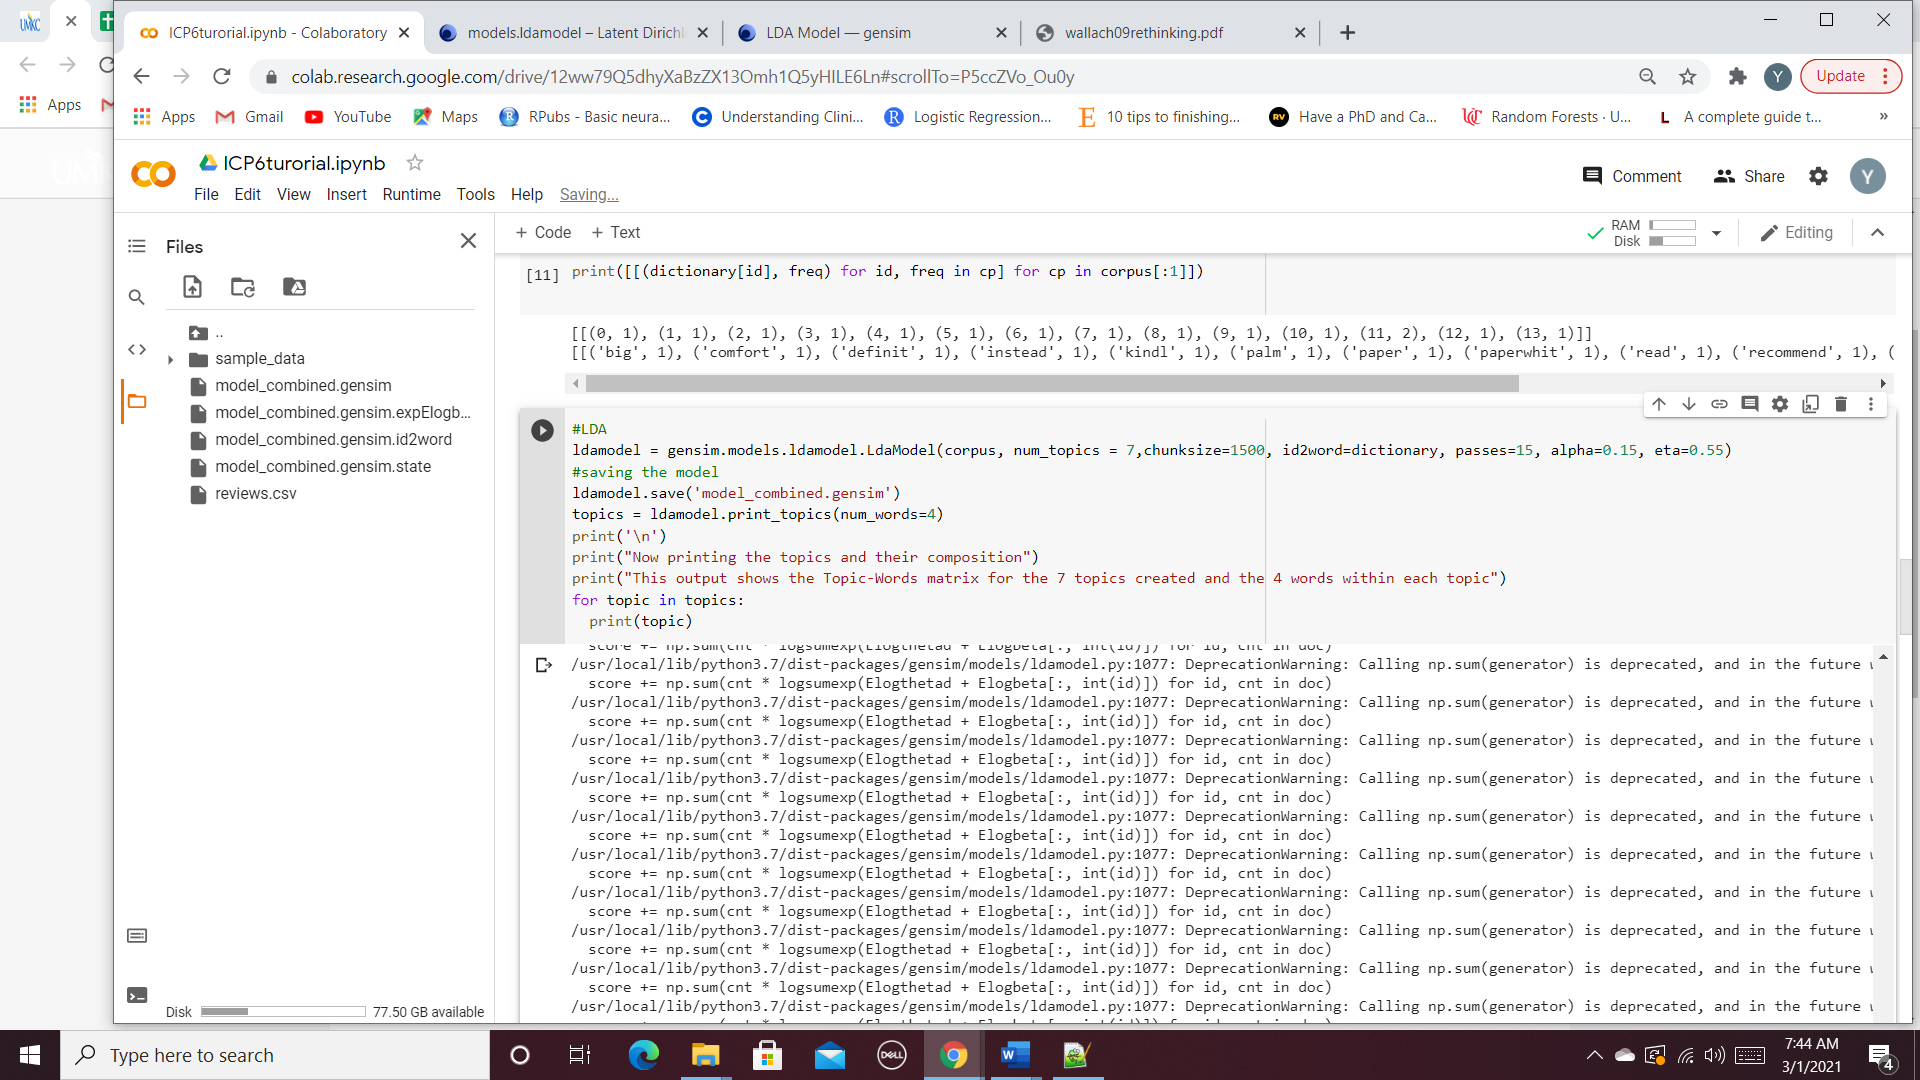 ICP6turorial.ipynb - Colaboratory
models.ldamodel – Latent Dirichl
LDA Model — gensim
wallach09rethinking.pdf
colab.research.google.com/drive/12ww79Q5dhyXaBzZX13Omh1Q5yHILE6Ln#scrollTo=P5ccZVo_Ou0y
Y
Update
Apps
Apps
Gmail
YouTube
Maps
RPubs - Basic neura...
Understanding Clini...
Logistic Regression...
10 tips to finishing...
Have a PhD and Ca...
Random Forests · U...
A complete guide t...
»
ICP6turorial.ipynb
File Edit View Insert Runtime Tools Help Saving...
Comment
Share
Y
Files
+ Code + Text
RAM
Disk
Editing
..
sample_data
model_combined.gensim
model_combined.gensim.expElogb...
model_combined.gensim.id2word
model_combined.gensim.state
reviews.csv
Disk 77.50 GB available
[11] print([[(dictionary[id], freq) for id, freq in cp] for cp in corpus[:1]])
[[(0, 1), (1, 1), (2, 1), (3, 1), (4, 1), (5, 1), (6, 1), (7, 1), (8, 1), (9, 1), (10, 1), (11, 2), (12, 1), (13, 1)]]
[[('big', 1), ('comfort', 1), ('definit', 1), ('instead', 1), ('kindl', 1), ('palm', 1), ('paper', 1), ('paperwhit', 1), ('read', 1), ('recommend', 1), (
#LDA
ldamodel = gensim.models.ldamodel.LdaModel(corpus, num_topics = 7,chunksize=1500, id2word=dictionary, passes=15, alpha=0.15, eta=0.55)
#saving the model
ldamodel.save('model_combined.gensim')
topics = ldamodel.print_topics(num_words=4)
print('\n')
print("Now printing the topics and their composition")
print("This output shows the Topic-Words matrix for the 7 topics created and the 4 words within each topic")
for topic in topics:
print(topic)
score += np.sum(cnt * logsumexp(Elogthetad + Elogbeta[:, int(id)]) for id, cnt in doc)
/usr/local/lib/python3.7/dist-packages/gensim/models/ldamodel.py:1077: DeprecationWarning: Calling np.sum(generator) is deprecated, and in the future
score += np.sum(cnt * logsumexp(Elogthetad + Elogbeta[:, int(id)]) for id, cnt in doc)
/usr/local/lib/python3.7/dist-packages/gensim/models/ldamodel.py:1077: DeprecationWarning: Calling np.sum(generator) is deprecated, and in the future
score += np.sum(cnt * logsumexp(Elogthetad + Elogbeta[:, int(id)]) for id, cnt in doc)
/usr/local/lib/python3.7/dist-packages/gensim/models/ldamodel.py:1077: DeprecationWarning: Calling np.sum(generator) is deprecated, and in the future
score += np.sum(cnt * logsumexp(Elogthetad + Elogbeta[:, int(id)]) for id, cnt in doc)
/usr/local/lib/python3.7/dist-packages/gensim/models/ldamodel.py:1077: DeprecationWarning: Calling np.sum(generator) is deprecated, and in the future
score += np.sum(cnt * logsumexp(Elogthetad + Elogbeta[:, int(id)]) for id, cnt in doc)
/usr/local/lib/python3.7/dist-packages/gensim/models/ldamodel.py:1077: DeprecationWarning: Calling np.sum(generator) is deprecated, and in the future
score += np.sum(cnt * logsumexp(Elogthetad + Elogbeta[:, int(id)]) for id, cnt in doc)
/usr/local/lib/python3.7/dist-packages/gensim/models/ldamodel.py:1077: DeprecationWarning: Calling np.sum(generator) is deprecated, and in the future
score += np.sum(cnt * logsumexp(Elogthetad + Elogbeta[:, int(id)]) for id, cnt in doc)
/usr/local/lib/python3.7/dist-packages/gensim/models/ldamodel.py:1077: DeprecationWarning: Calling np.sum(generator) is deprecated, and in the future
score += np.sum(cnt * logsumexp(Elogthetad + Elogbeta[:, int(id)]) for id, cnt in doc)
/usr/local/lib/python3.7/dist-packages/gensim/models/ldamodel.py:1077: DeprecationWarning: Calling np.sum(generator) is deprecated, and in the future
score += np.sum(cnt * logsumexp(Elogthetad + Elogbeta[:, int(id)]) for id, cnt in doc)
/usr/local/lib/python3.7/dist-packages/gensim/models/ldamodel.py:1077: DeprecationWarning: Calling np.sum(generator) is deprecated, and in the future
score += np.sum(cnt * logsumexp(Elogthetad + Elogbeta[:, int(id)]) for id, cnt in doc)
/usr/local/lib/python3.7/dist-packages/gensim/models/ldamodel.py:1077: DeprecationWarning: Calling np.sum(generator) is deprecated, and in the future
Type here to search
DELL
7:44 AM
3/1/2021
4